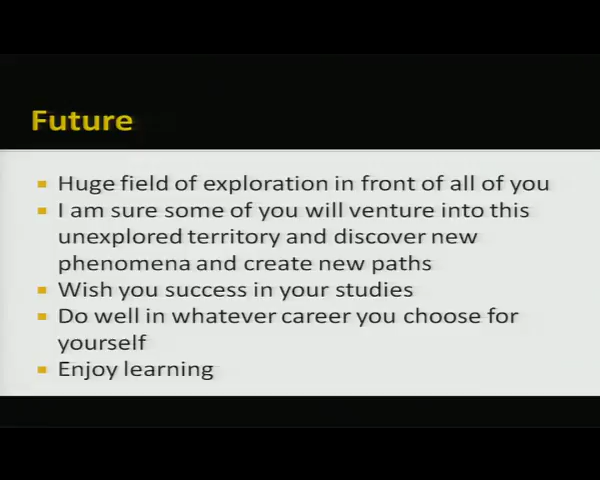 Future
Huge field of exploration in front of all of you
I am sure some of you will venture into this
unexplored territory and discover new
phenomena and create new paths
Wish you success in your studies
Do well in whatever career you choose for
yourself
Enjoy learning